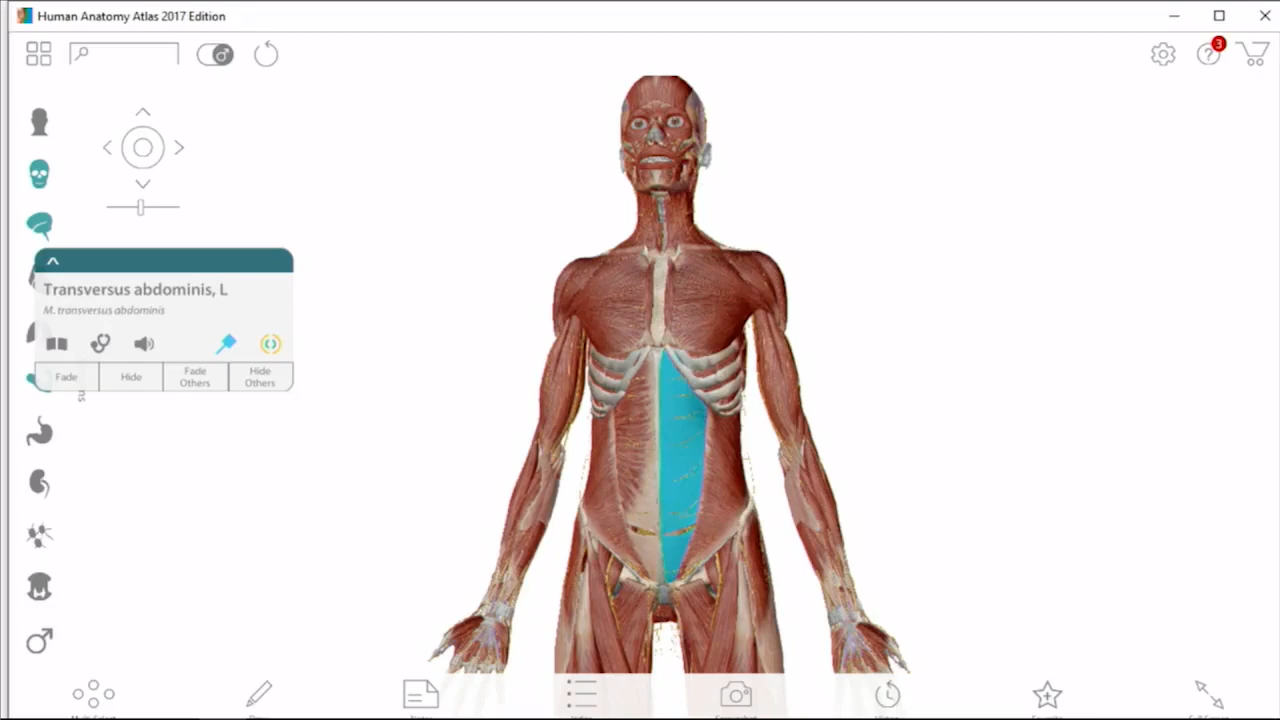 Human Anatomy Atlas 2017 Edition
3
Transversus abdominis, L
M. transversus abdominis
Fade
Hide
Fade
Others
Hide
Others